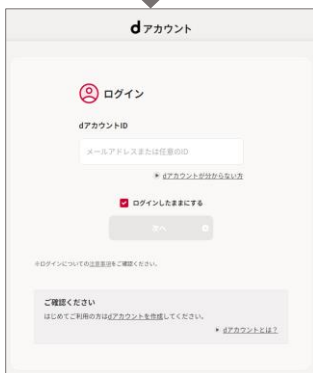 dアカウント
ログイン
dアカウントID
メールアドレスまたは任意のID
dアカウントが分からない方
ログインしたままにする
次へ
※ログインについての注意事項をご確認ください。
ご確認ください
はじめてご利用の方はdアカウントを作成してください。
dアカウントとは?